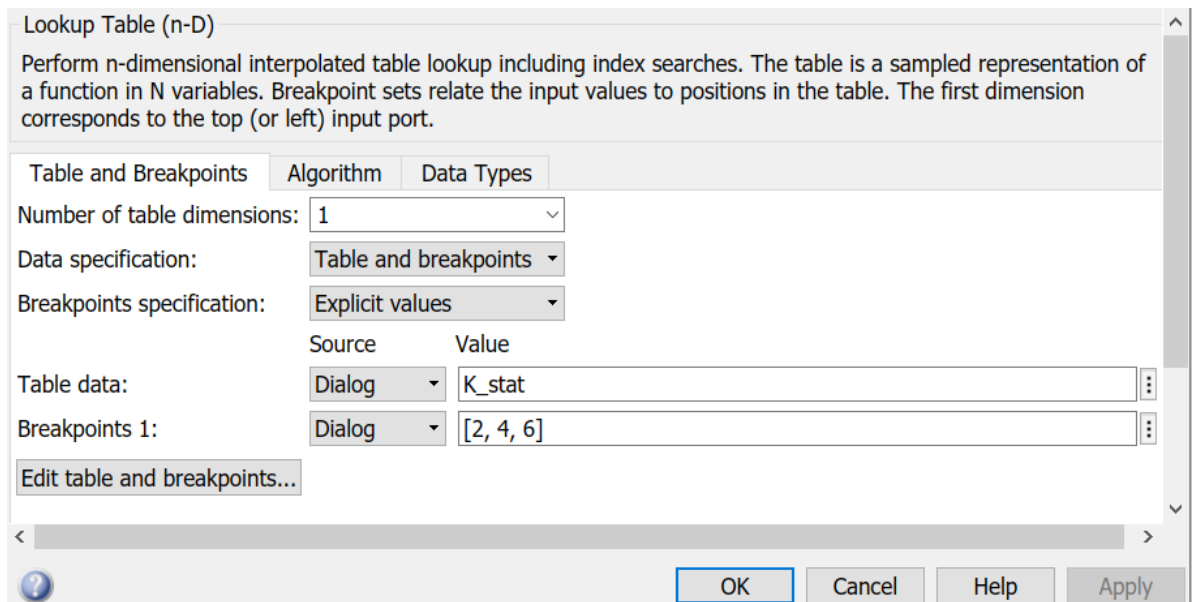 Lookup Table (n-D)
Perform n-dimensional interpolated table lookup including index searches. The table is a sampled representation of
a function in N variables. Breakpoint sets relate the input values to positions in the table. The first dimension
corresponds to the top (or left) input port.
Table and Breakpoints Algorithm Data Types
Number of table dimensions: 1
Data specification: Table and breakpoints
Breakpoints specification: Explicit values
Source Value
Table data: Dialog K_stat
Breakpoints 1: Dialog [2, 4, 6]
Edit table and breakpoints...
OK Cancel Help Apply